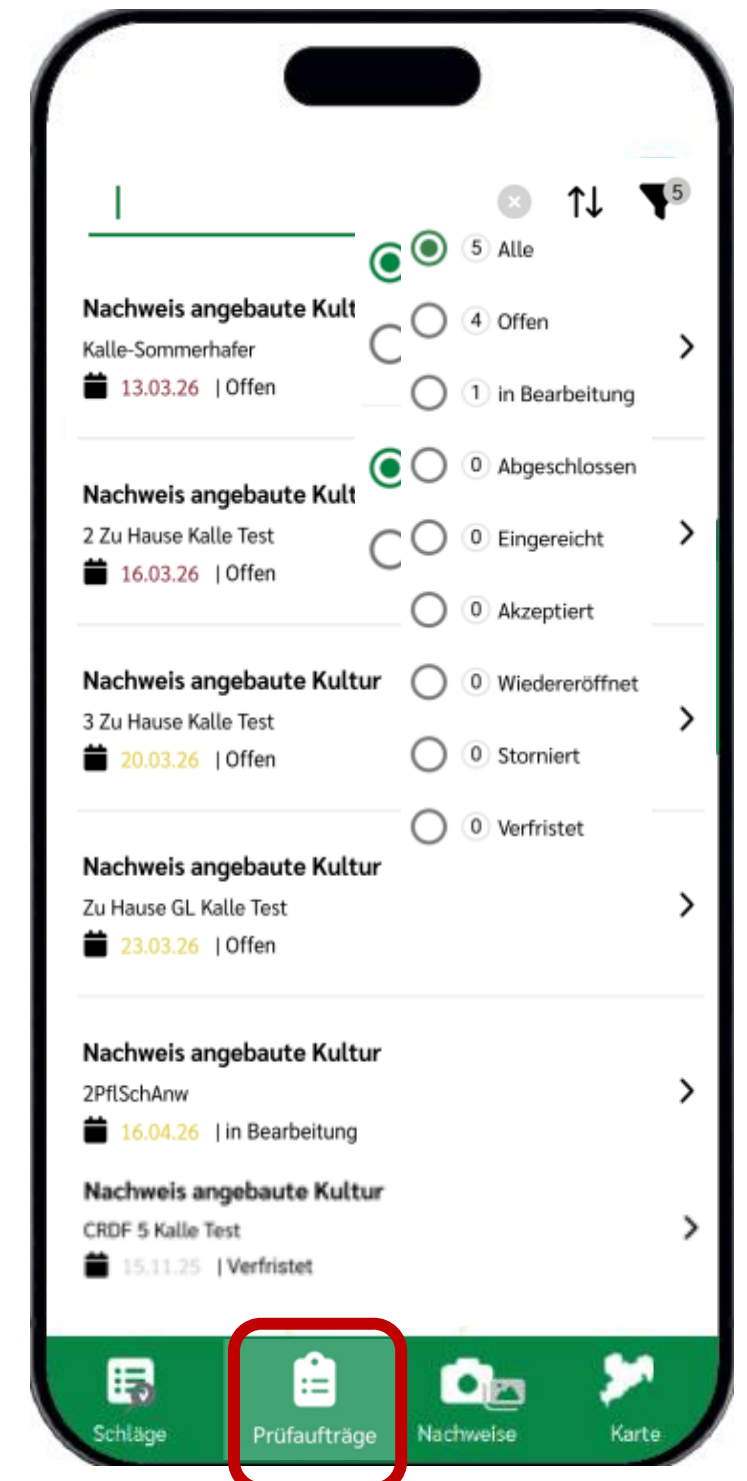 5
5 Alle
Nachweis angebaute Kult
4 Offen
Kalle-Sommerhafer
13.03.26 | Offen
1 in Bearbeitung
0 Abgeschlossen
Nachweis angebaute Kult
2 Zu Hause Kalle Test
0 Eingereicht
16.03.26 | Offen
0 Akzeptiert
Nachweis angebaute Kultur
0 Wiedereröffnet
3 Zu Hause Kalle Test
20.03.26 | Offen
0 Storniert
0 Verfristet
Nachweis angebaute Kultur
Zu Hause GL Kalle Test
23.03.26 | Offen
Nachweis angebaute Kultur
2PflSchAnw
16.04.26 | in Bearbeitung
Nachweis angebaute Kultur
CRDF 5 Kalle Test
15.11.25 | Verfristet
Schläge Prüfaufträge Nachweise Karte